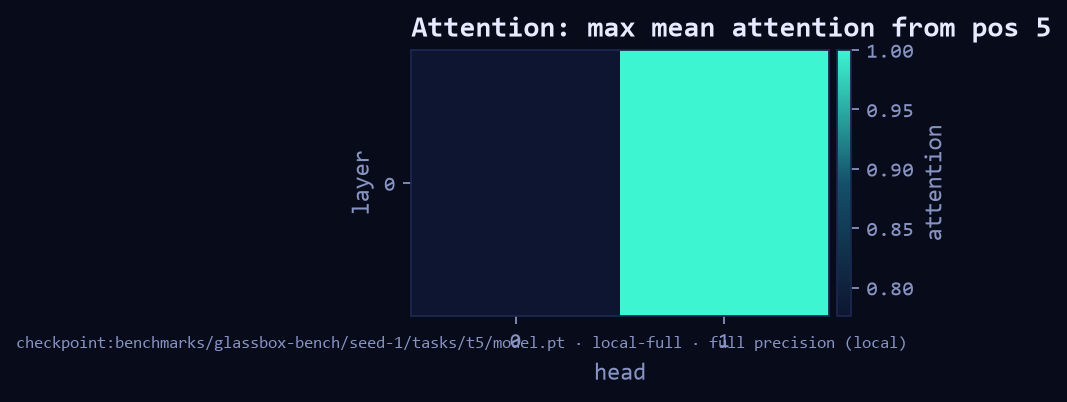 Attention: max mean attention from pos 5
1.00
0.95
0.90
0.85
0.80
attention
layer
0
0
1
checkpoint:benchmarks/glassbox-bench/seed-1/tasks/t5/model.pt · local-full · full precision (local)
head